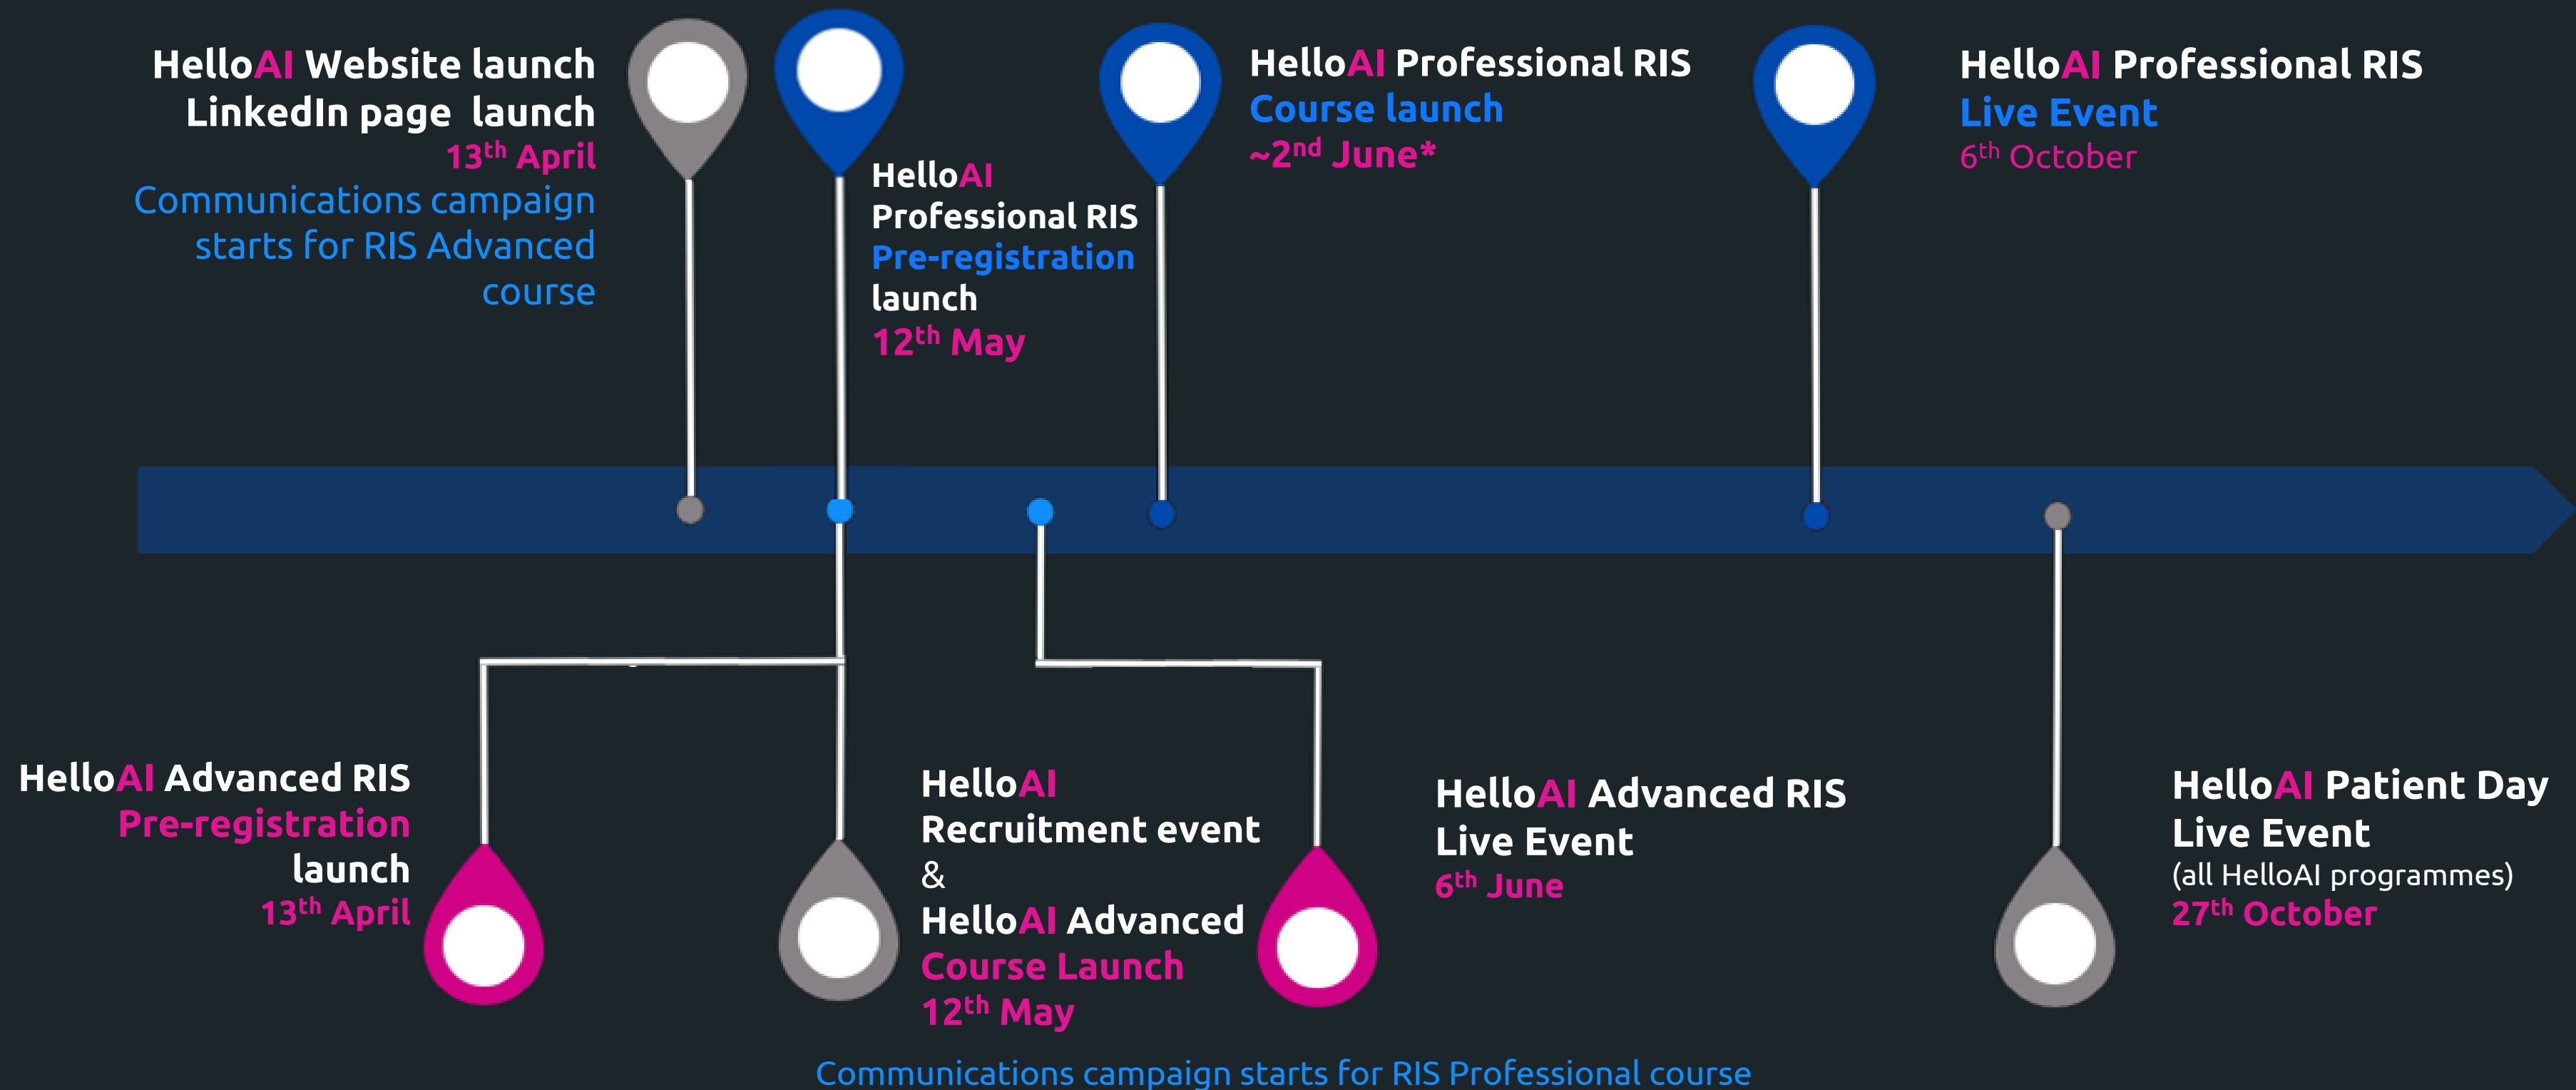 HelloAI Website launch
LinkedIn page launch
13th April
Communications campaign
starts for RIS Advanced
course
HelloAI
Professional RIS
Pre-registration
launch
12th May
HelloAI Professional RIS
Course launch
~2nd June*
HelloAI Professional RIS
Live Event
6th October
HelloAI Advanced RIS
Pre-registration
launch
13th April
HelloAI
Recruitment event
&
HelloAI Advanced
Course Launch
12th May
Communications campaign starts for RIS Professional course
HelloAI Advanced RIS
Live Event
6th June
HelloAI Patient Day
Live Event
(all HelloAI programmes)
27th October